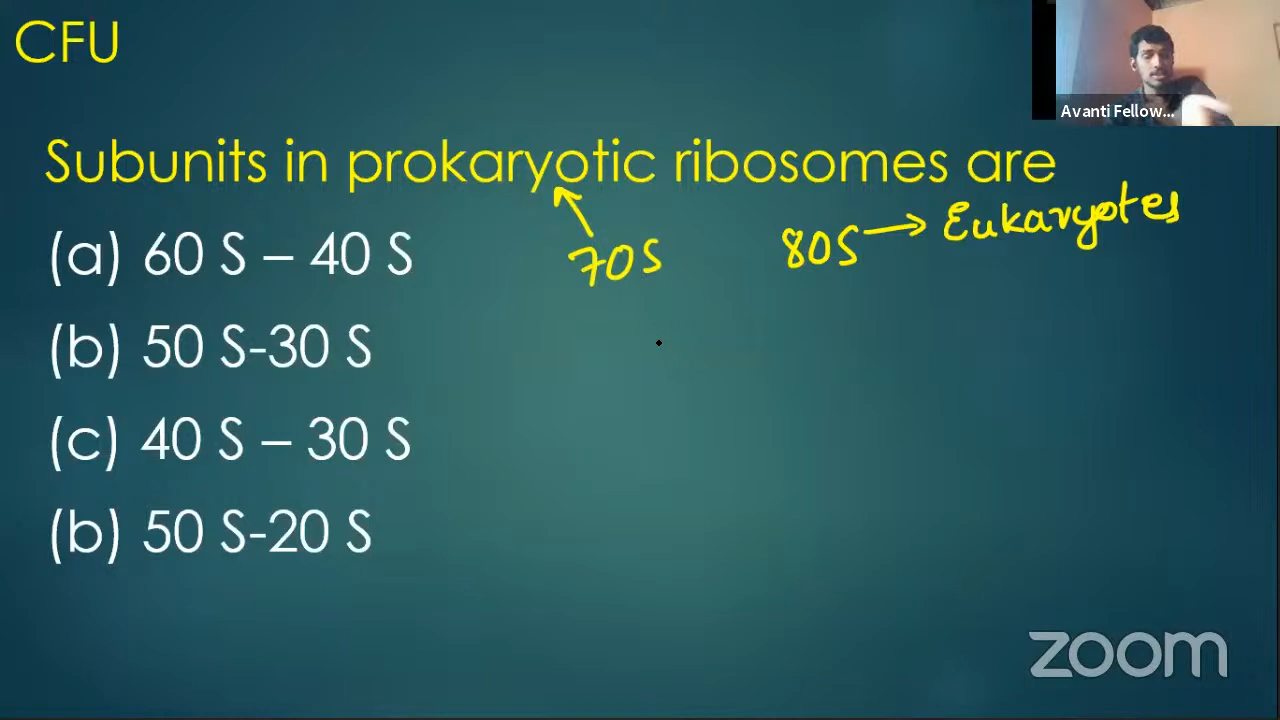 CFU
Avanti Fellow...
Subunits in prokaryotic ribosomes are
70S
80S → Eukaryotes
(a) 60 S – 40 S
(b) 50 S-30 S
(c) 40 S – 30 S
(b) 50 S-20 S
zoom